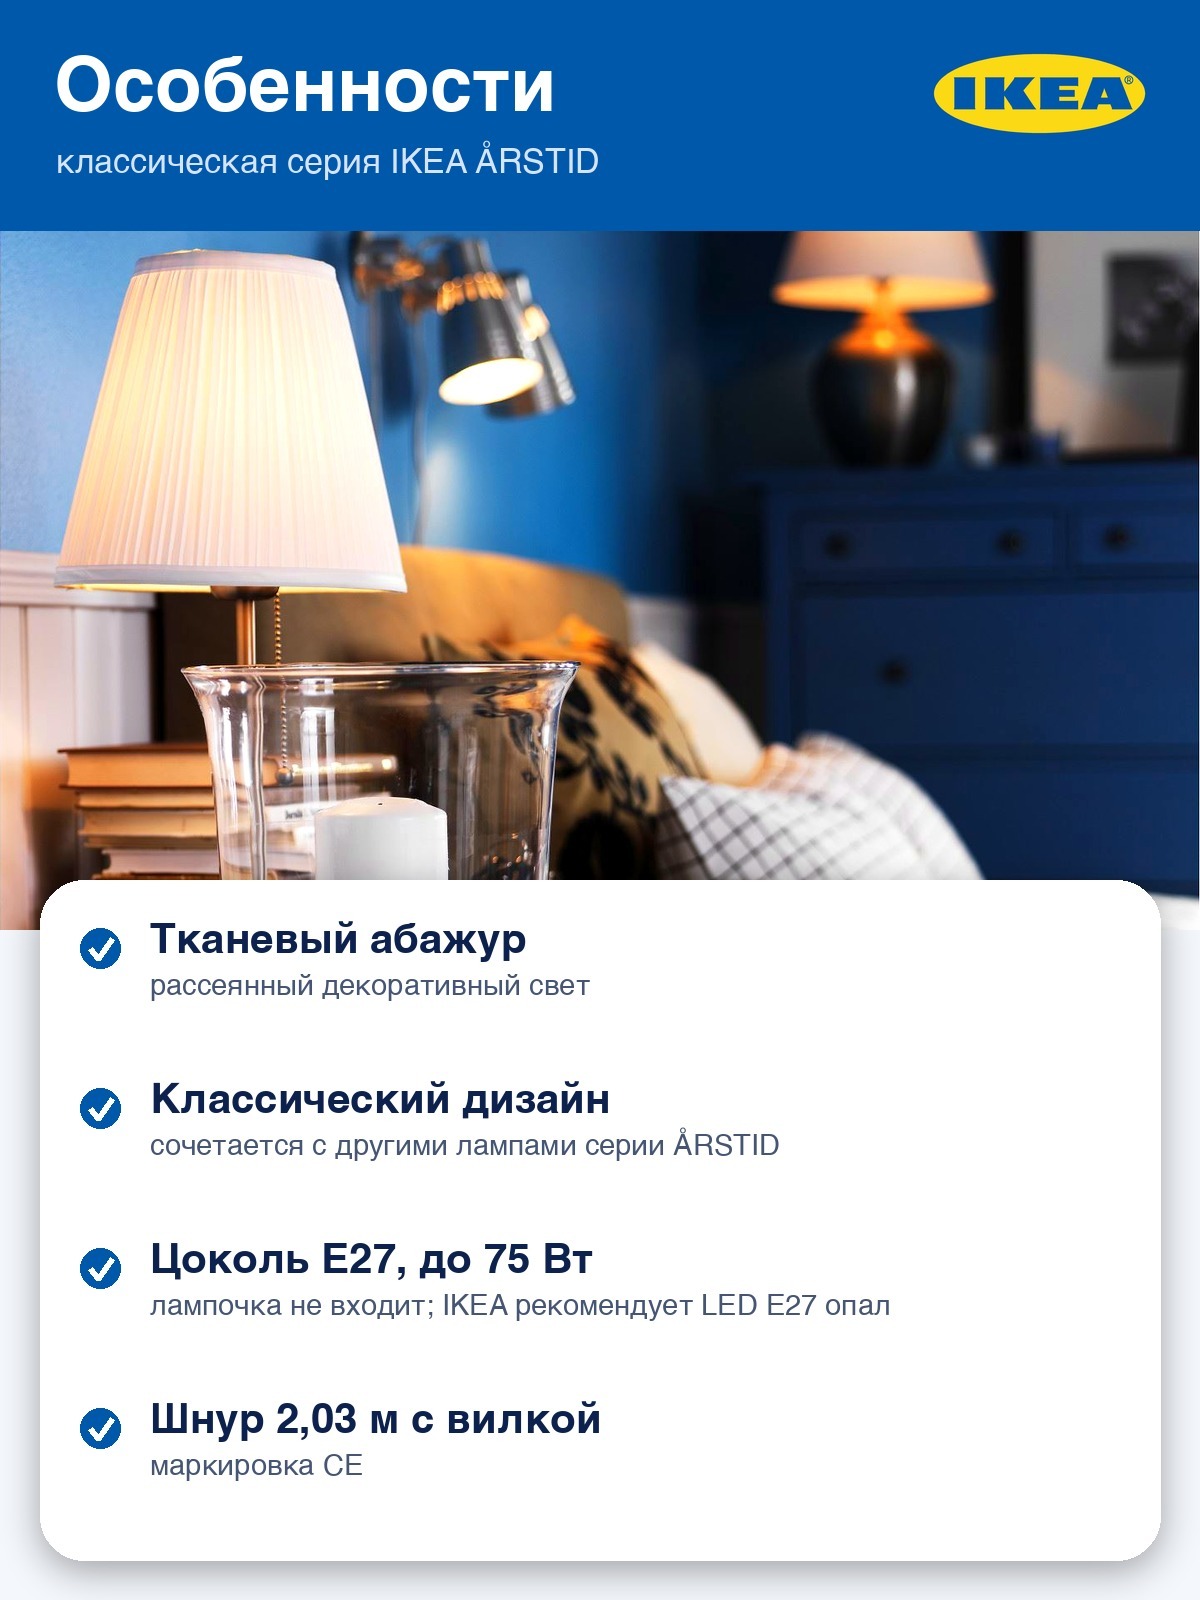 Особенности
классическая серия IKEA ÅRSTID
IKEA®
Тканевый абажур
рассеянный декоративный свет
Классический дизайн
сочетается с другими лампами серии ÅRSTID
Цоколь E27, до 75 Вт
лампочка не входит; IKEA рекомендует LED E27 опал
Шнур 2,03 м с вилкой
маркировка CE